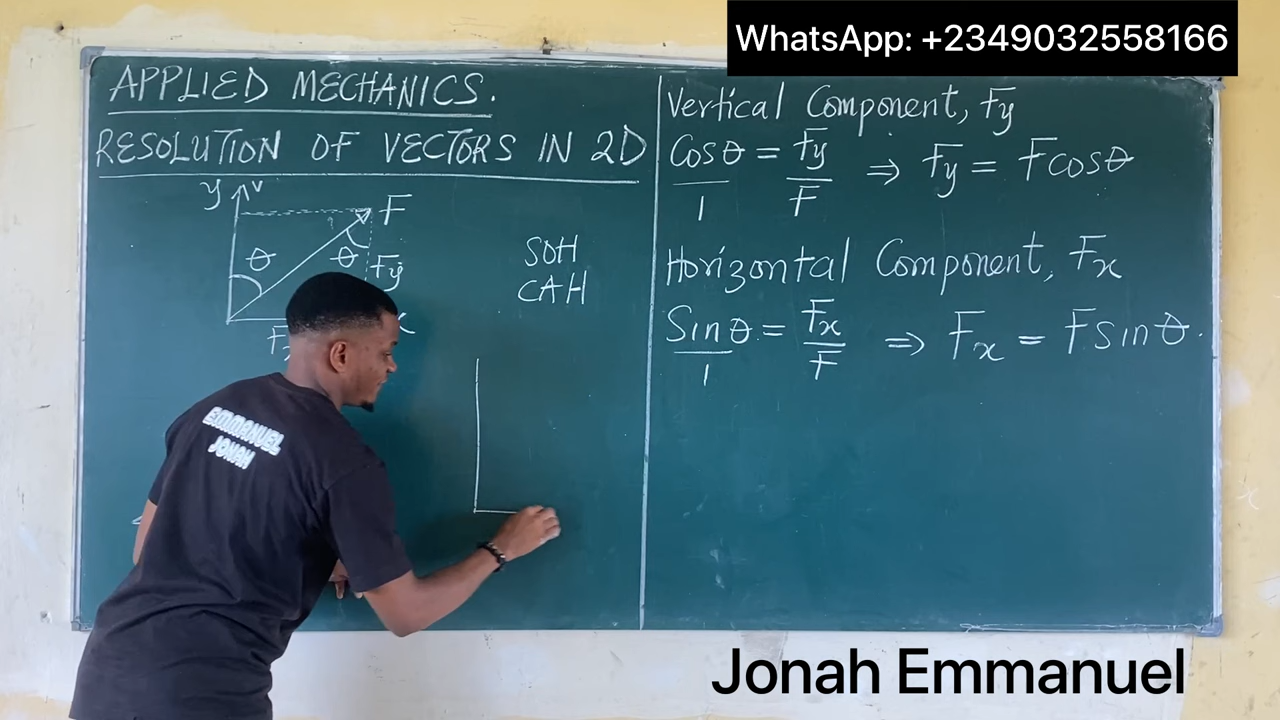 WhatsApp: +2349032558166
APPLIED MECHANICS.
RESOLUTION OF VECTORS IN 2D
y
F
θ
θ
Fy
SOH
CAH
EMMANUEL
JONAH
Vertical Component, Fy
Cosθ/1 = Fy/F ⇒ Fy = Fcosθ
Horizontal Component, Fx
Sinθ/1 = Fx/F ⇒ Fx = Fsinθ.
Jonah Emmanuel